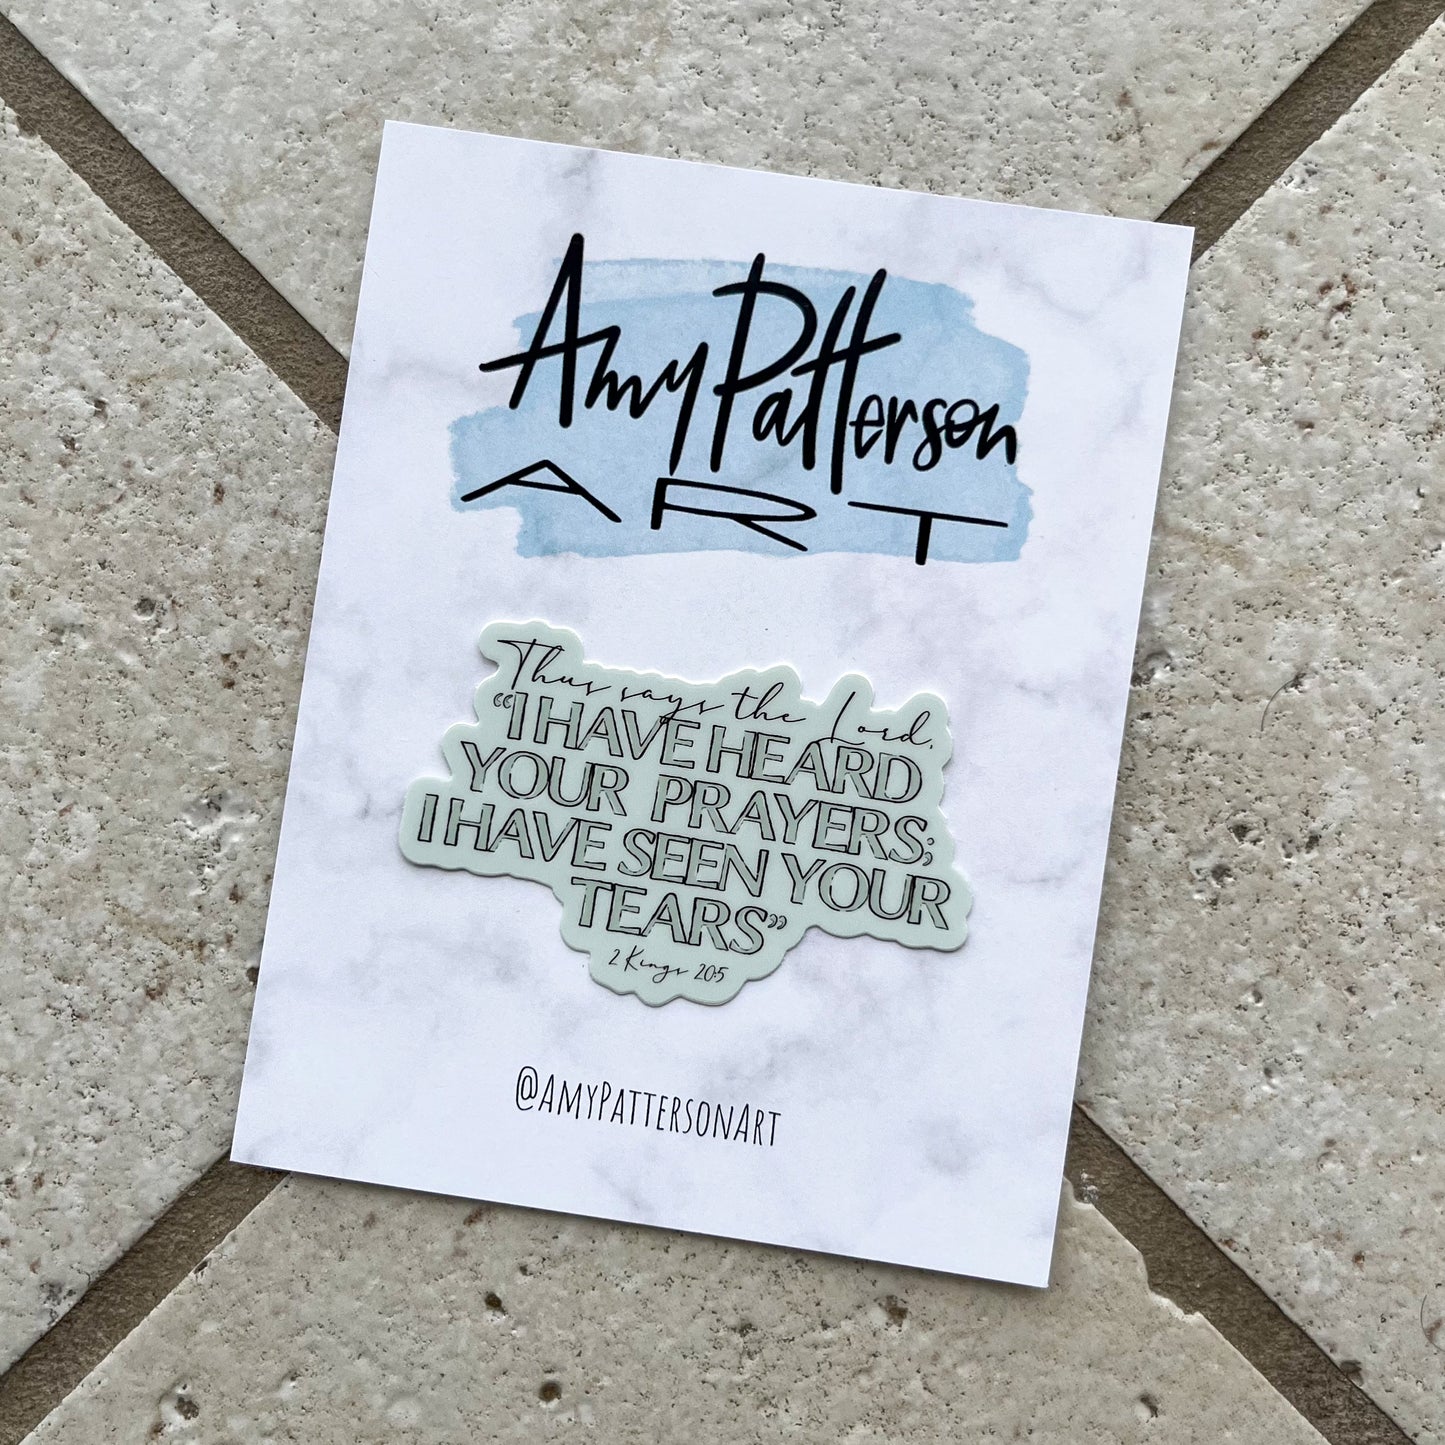 Amy Patterson
ART
Thus says the Lord,
“I HAVE HEARD
YOUR PRAYERS;
I HAVE SEEN YOUR
TEARS”
2 Kings 20:5
@AMYPATTERSONART